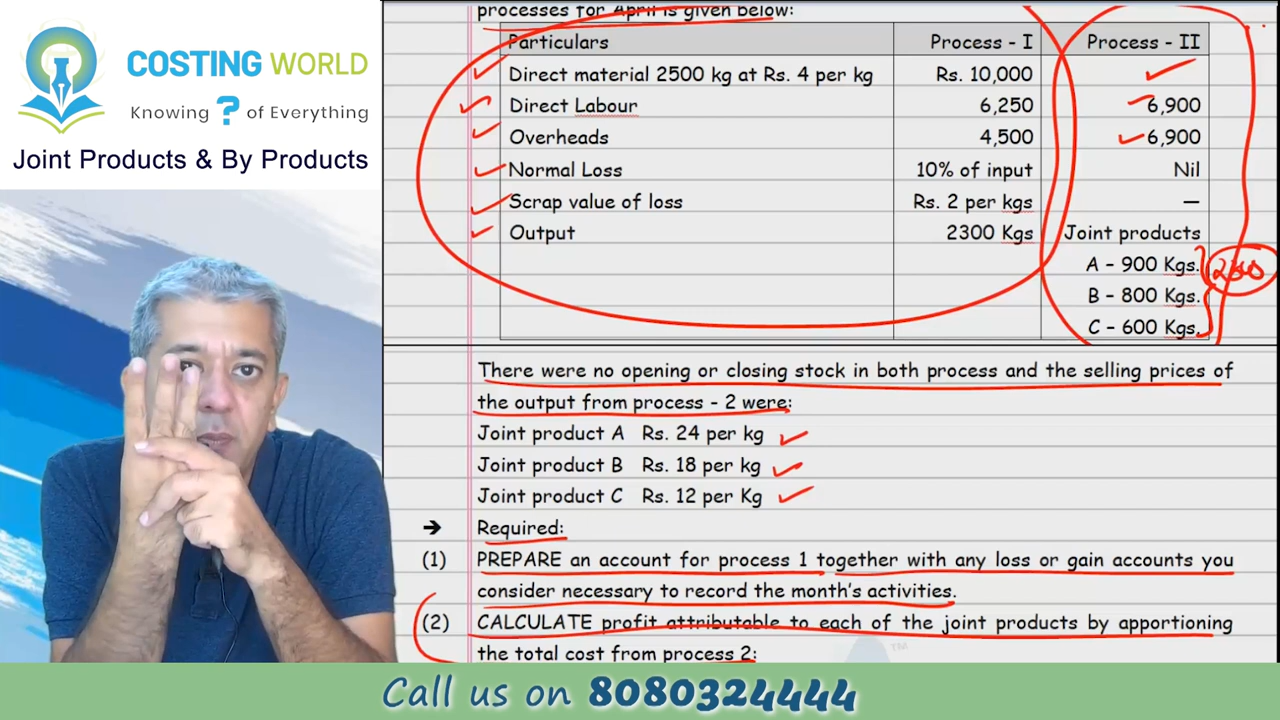 COSTING WORLD
Knowing ? of Everything
Joint Products & By Products
processes for April is given below:
Particulars Process - I Process - II
Direct material 2500 kg at Rs. 4 per kg Rs. 10,000
Direct Labour 6,250 6,900
Overheads 4,500 6,900
Normal Loss 10% of input Nil
Scrap value of loss Rs. 2 per kgs —
Output 2300 Kgs Joint products
A – 900 Kgs.
B – 800 Kgs.
C – 600 Kgs.
There were no opening or closing stock in both process and the selling prices of
the output from process - 2 were:
Joint product A Rs. 24 per kg
Joint product B Rs. 18 per kg
Joint product C Rs. 12 per Kg
➔ Required:
(1) PREPARE an account for process 1 together with any loss or gain accounts you
consider necessary to record the month's activities.
(2) CALCULATE profit attributable to each of the joint products by apportioning
the total cost from process 2:
Call us on 8080324444